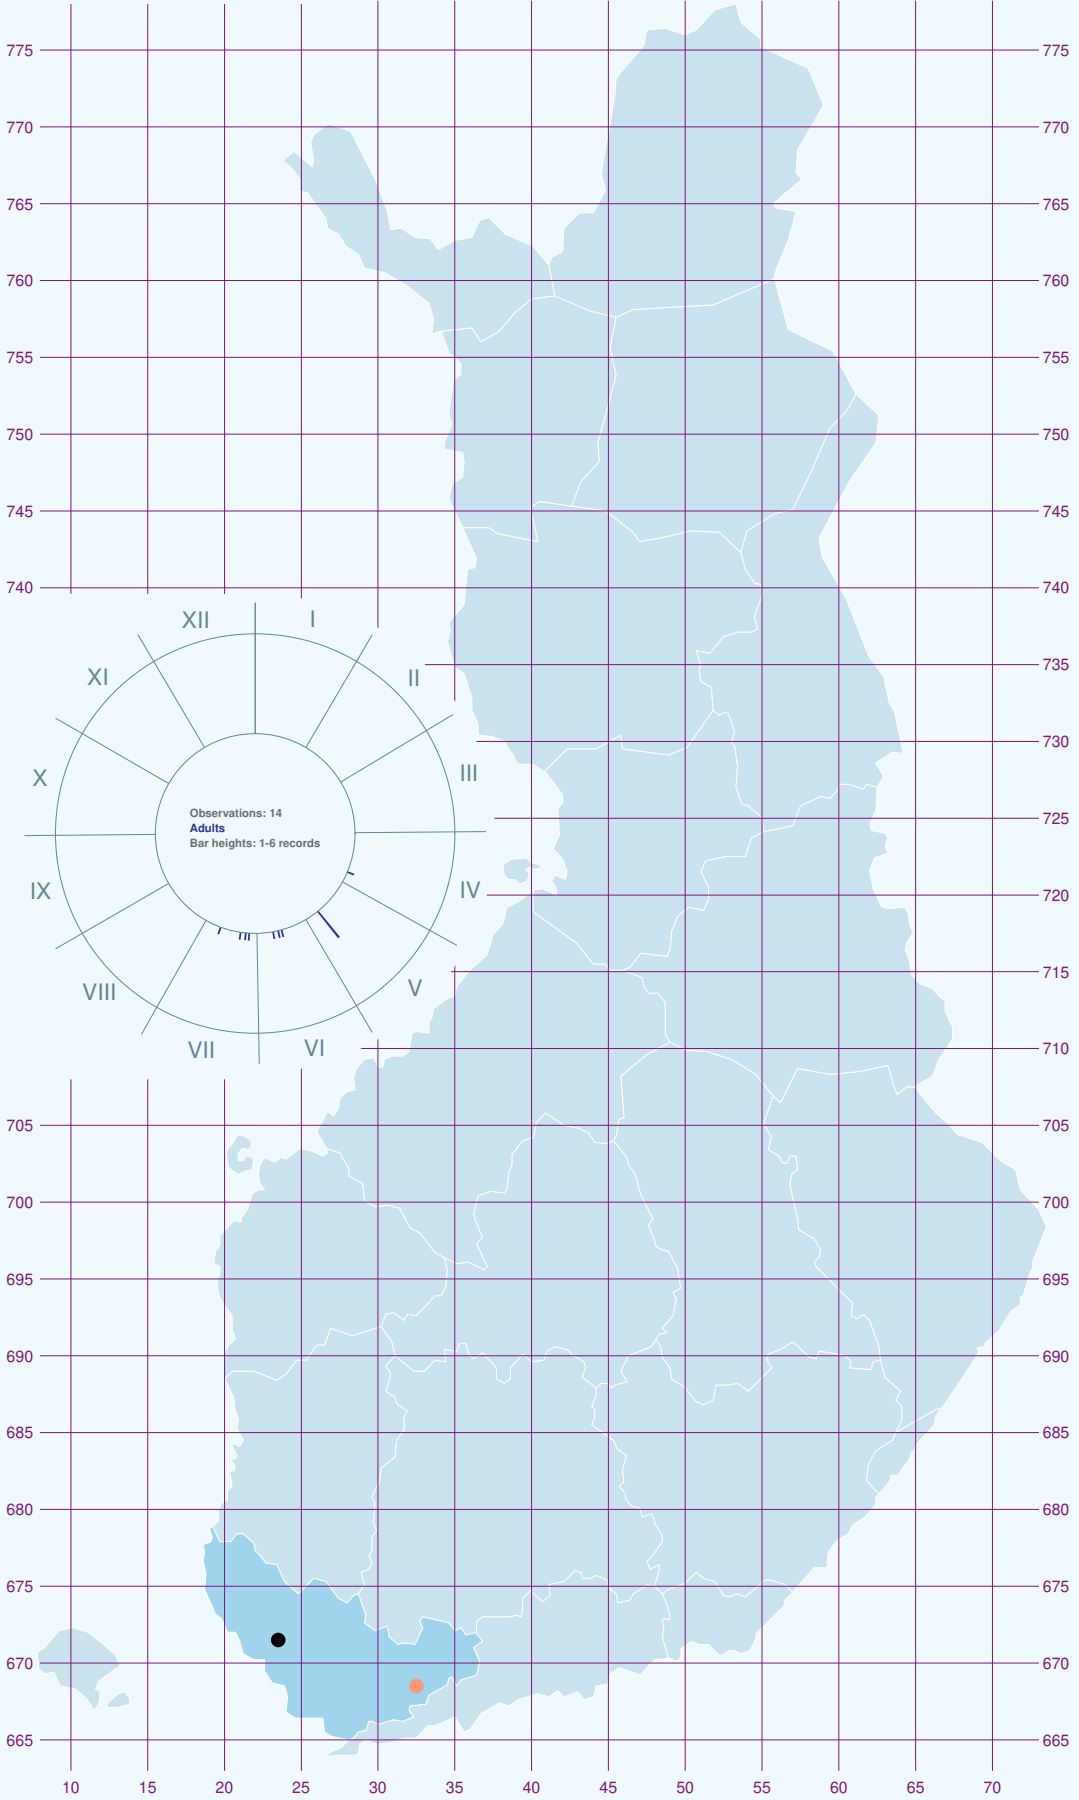 775 775
770 770
765 765
760 760
755 755
750 750
745 745
740 740
XII I
735
XI II
730 730
X III
Observations: 14
Adults
Bar heights: 1-6 records
725
IX IV
720
VIII V
715
VII VI
710
705 705
700 700
695 695
690 690
685 685
680 680
675 675
670 670
665 665
10 15 20 25 30 35 40 45 50 55 60 65 70